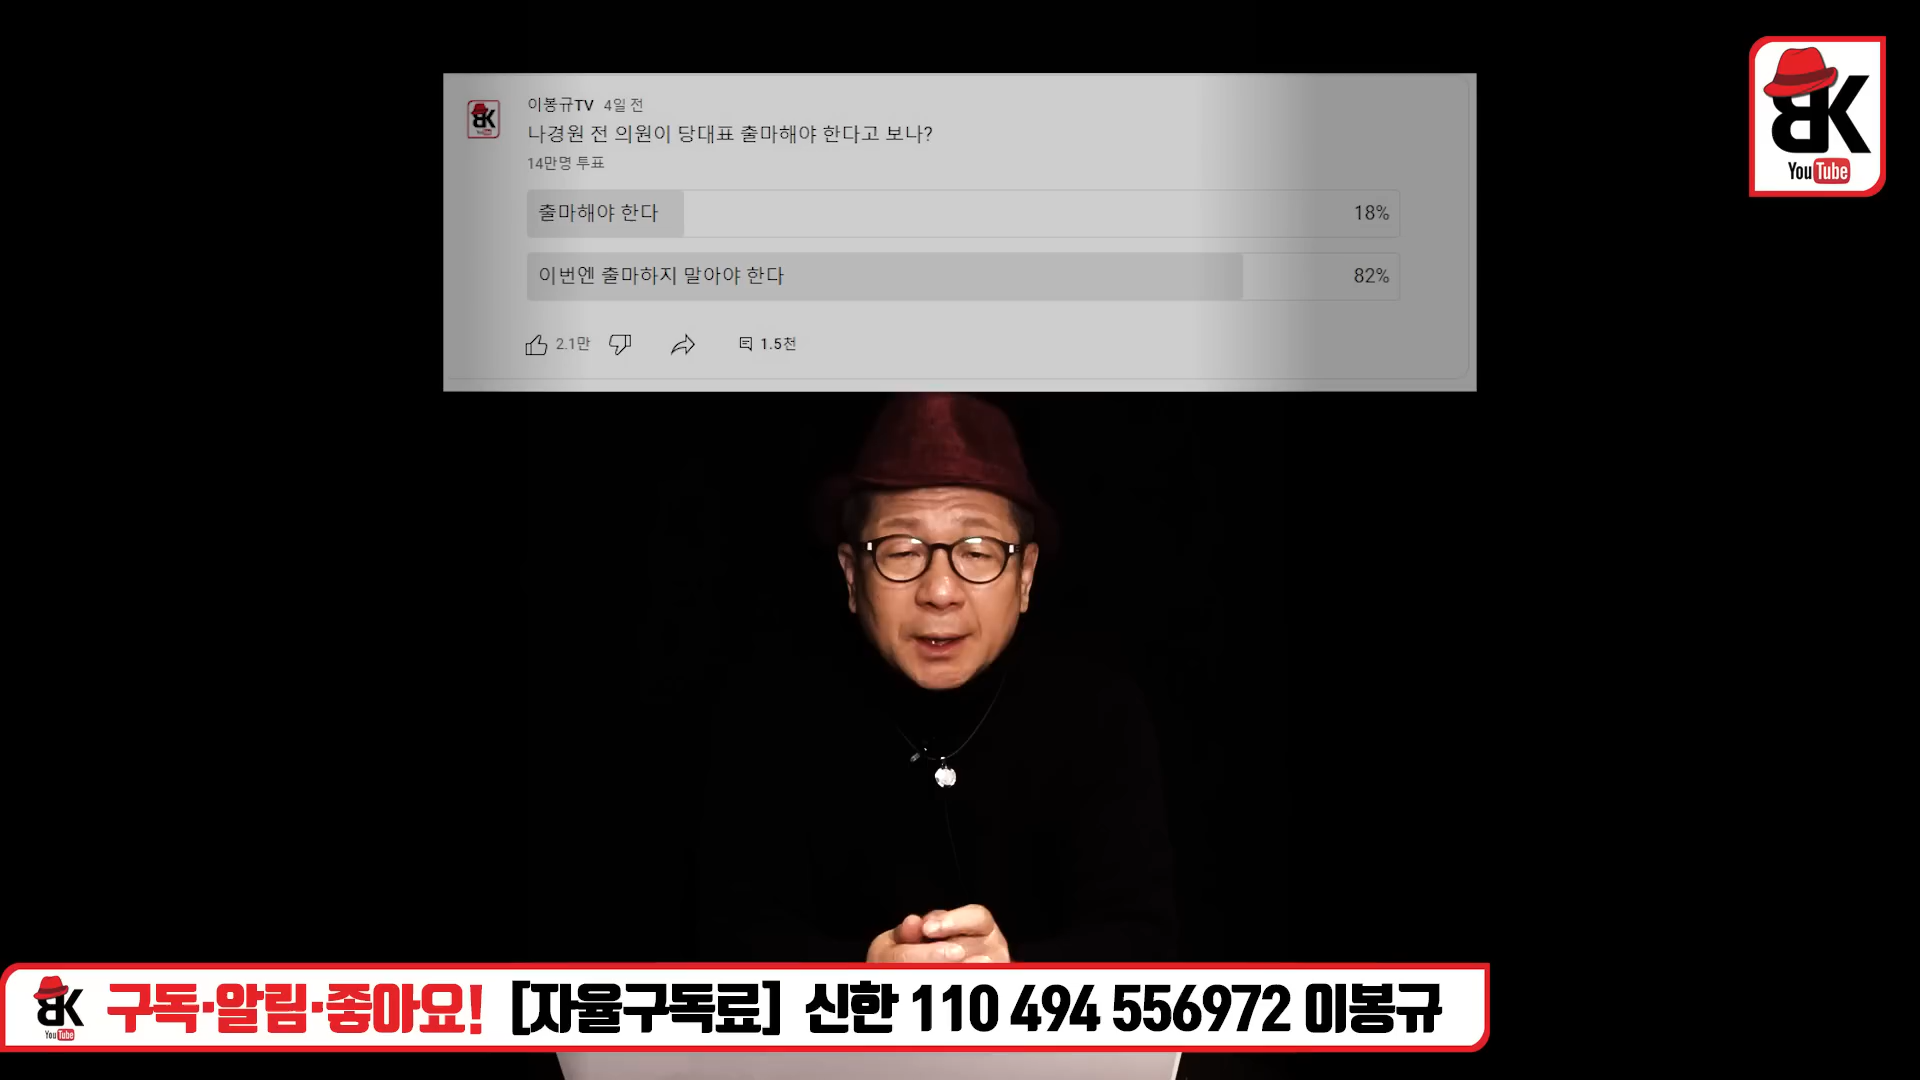 이봉규TV 4일 전
나경원 전 의원이 당대표 출마해야 한다고 보나?
14만명 투표
출마해야 한다 18%
이번엔 출마하지 말아야 한다 82%
2.1만 1.5천
BK
YouTube
BK
YouTube
구독·알림·좋아요! [자율구독료] 신한 110 494 556972 이봉규